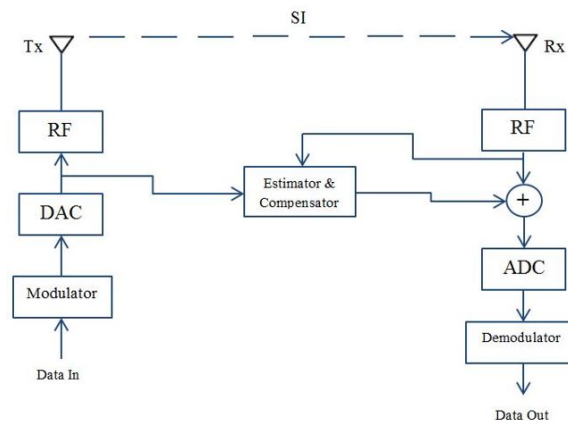 SI
Tx
Rx
RF
RF
Estimator &
Compensator
+
DAC
ADC
Modulator
Demodulator
Data In
Data Out